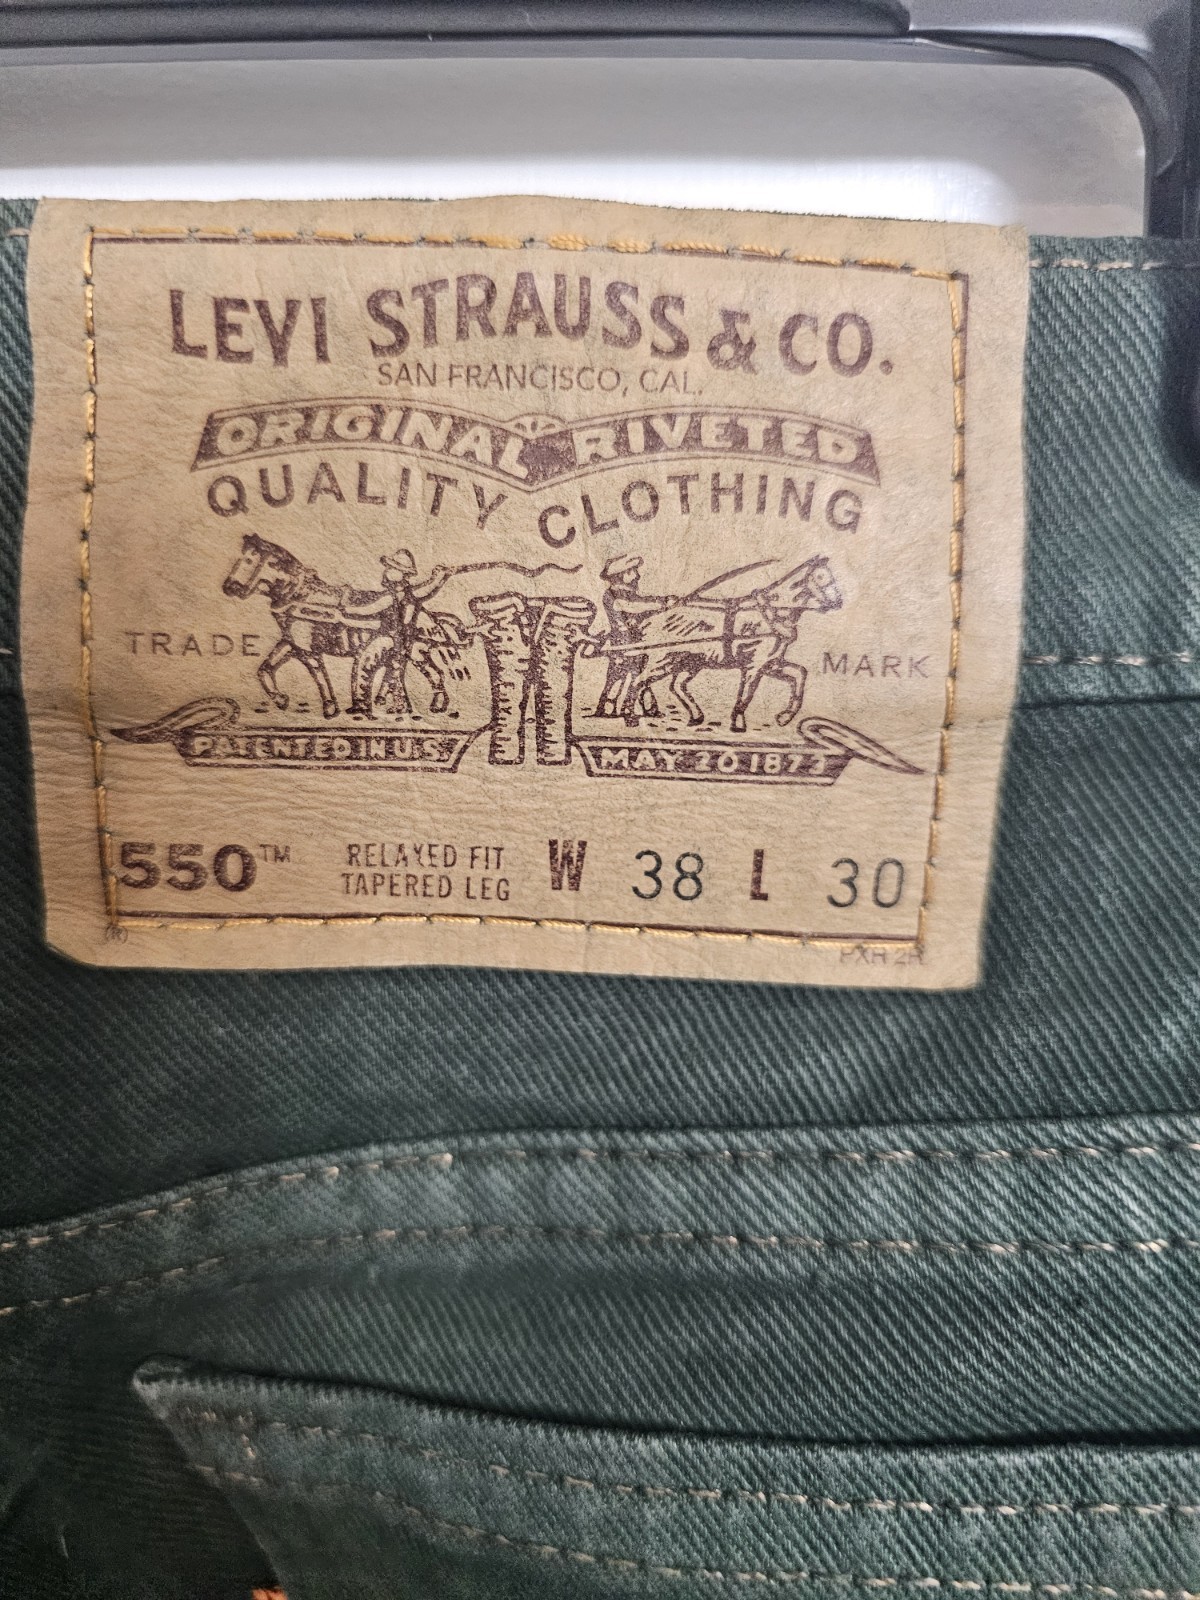 LEVI STRAUSS & CO.
SAN FRANCISCO, CAL.
ORIGINAL RIVETED
QUALITY CLOTHING
TRADE MARK
PATENTED IN U.S. MAY 20 1873
550™ RELAXED FIT W 38 L 30
TAPERED LEG
(R)